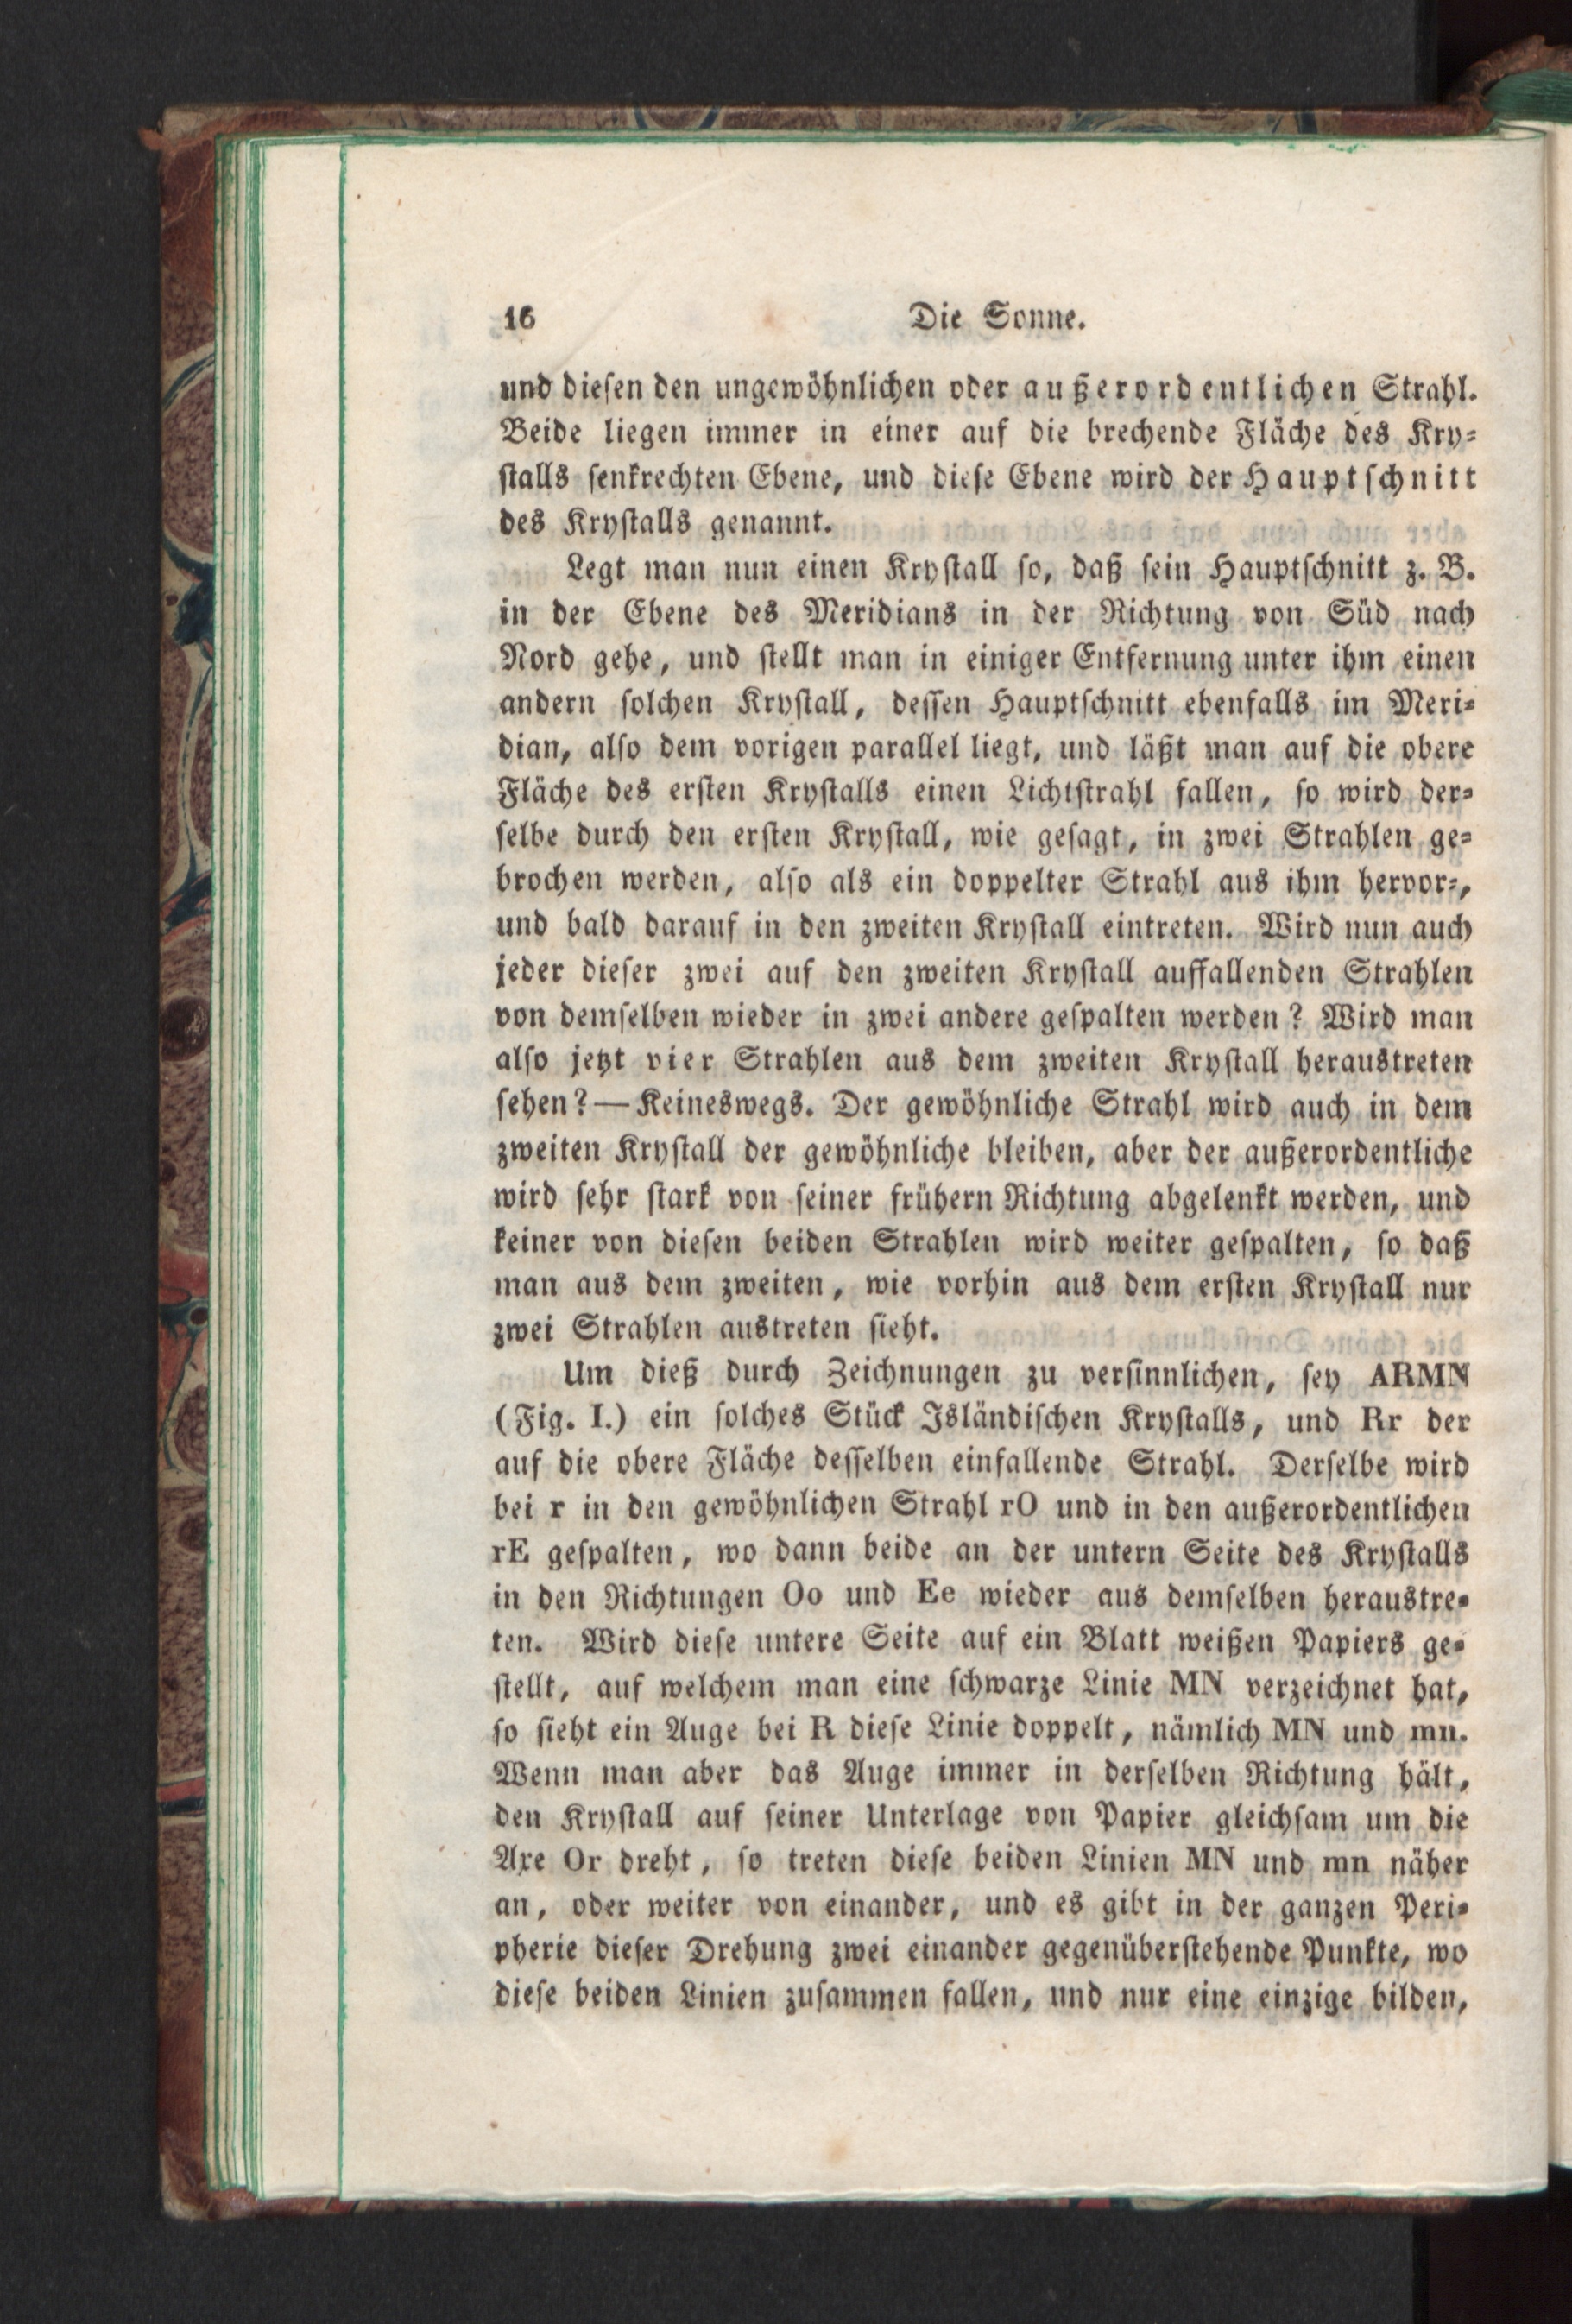 16 Die Sonne.
und dieſen den ungewöhnlichen oder außerordentlichen Strahl.
Beide liegen immer in einer auf die brechende Fläche des Kry⸗
ſtalls ſenkrechten Ebene, und dieſe Ebene wird der Hauptſchnitt
des Kryſtalls genannt.
Legt man nun einen Kryſtall ſo, daß ſein Hauptſchnitt z. B.
in der Ebene des Meridians in der Richtung von Süd nach
Nord gehe, und ſtellt man in einiger Entfernung unter ihm einen
andern ſolchen Kryſtall, deſſen Hauptſchnitt ebenfalls im Meri⸗
dian, alſo dem vorigen parallel liegt, und läßt man auf die obere
Fläche des erſten Kryſtalls einen Lichtſtrahl fallen, ſo wird der⸗
ſelbe durch den erſten Kryſtall, wie geſagt, in zwei Strahlen ge⸗
brochen werden, alſo als ein doppelter Strahl aus ihm hervor⸗,
und bald darauf in den zweiten Kryſtall eintreten. Wird nun auch
jeder dieſer zwei auf den zweiten Kryſtall auffallenden Strahlen
von demſelben wieder in zwei andere geſpalten werden? Wird man
alſo jetzt vier Strahlen aus dem zweiten Kryſtall heraustreten
ſehen? — Keineswegs. Der gewöhnliche Strahl wird auch in dem
zweiten Kryſtall der gewöhnliche bleiben, aber der außerordentliche
wird ſehr ſtark von ſeiner frühern Richtung abgelenkt werden, und
keiner von dieſen beiden Strahlen wird weiter geſpalten, ſo daß
man aus dem zweiten, wie vorhin aus dem erſten Kryſtall nur
zwei Strahlen austreten ſieht.
Um dieß durch Zeichnungen zu verſinnlichen, ſey ARMN
(Fig. I.) ein ſolches Stück Isländiſchen Kryſtalls, und Rr der
auf die obere Fläche deſſelben einfallende Strahl. Derſelbe wird
bei r in den gewöhnlichen Strahl rO und in den außerordentlichen
rE geſpalten, wo dann beide an der untern Seite des Kryſtalls
in den Richtungen Oo und Ee wieder aus demſelben heraustre⸗
ten. Wird dieſe untere Seite auf ein Blatt weißen Papiers ge⸗
ſtellt, auf welchem man eine ſchwarze Linie MN verzeichnet hat,
ſo ſieht ein Auge bei R dieſe Linie doppelt, nämlich MN und mn.
Wenn man aber das Auge immer in derſelben Richtung hält,
den Kryſtall auf ſeiner Unterlage von Papier gleichſam um die
Axe Or dreht, ſo treten dieſe beiden Linien MN und mn näher
an, oder weiter von einander, und es gibt in der ganzen Peri⸗
pherie dieſer Drehung zwei einander gegenüberſtehende Punkte, wo
dieſe beiden Linien zuſammen fallen, und nur eine einzige bilden,